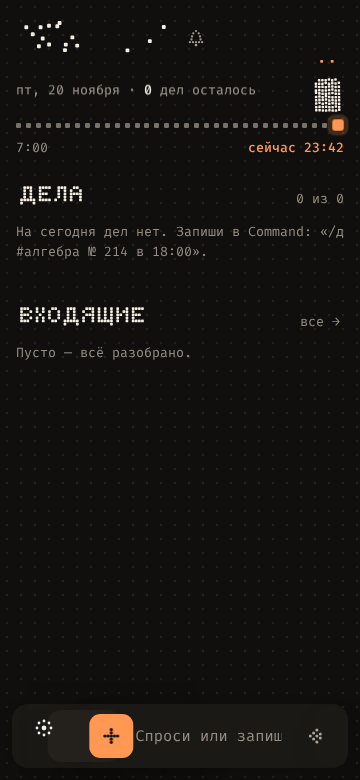 пт, 20 ноября · 0 дел осталось
7:00 сейчас 23:42
ДЕЛА 0 из 0
На сегодня дел нет. Запиши в Command: «/д
#алгебра № 214 в 18:00».
ВХОДЯЩИЕ все →
Пусто — всё разобрано.
Спроси или запиш